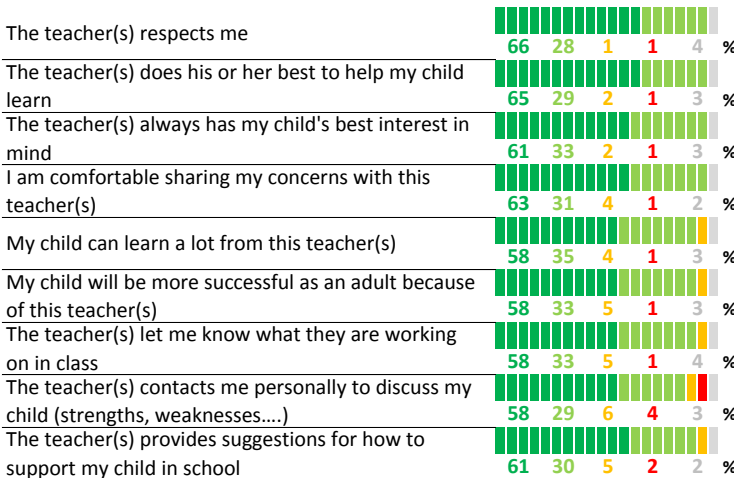 The teacher(s) respects me
66 28 1 1 4 %
The teacher(s) does his or her best to help my child
learn
65 29 2 1 3 %
The teacher(s) always has my child's best interest in
mind
61 33 2 1 3 %
I am comfortable sharing my concerns with this
teacher(s)
63 31 4 1 2 %
My child can learn a lot from this teacher(s)
58 35 4 1 3 %
My child will be more successful as an adult because
of this teacher(s)
58 33 5 1 3 %
The teacher(s) let me know what they are working
on in class
58 33 5 1 4 %
The teacher(s) contacts me personally to discuss my
child (strengths, weaknesses....)
58 29 6 4 3 %
The teacher(s) provides suggestions for how to
support my child in school
61 30 5 2 2 %